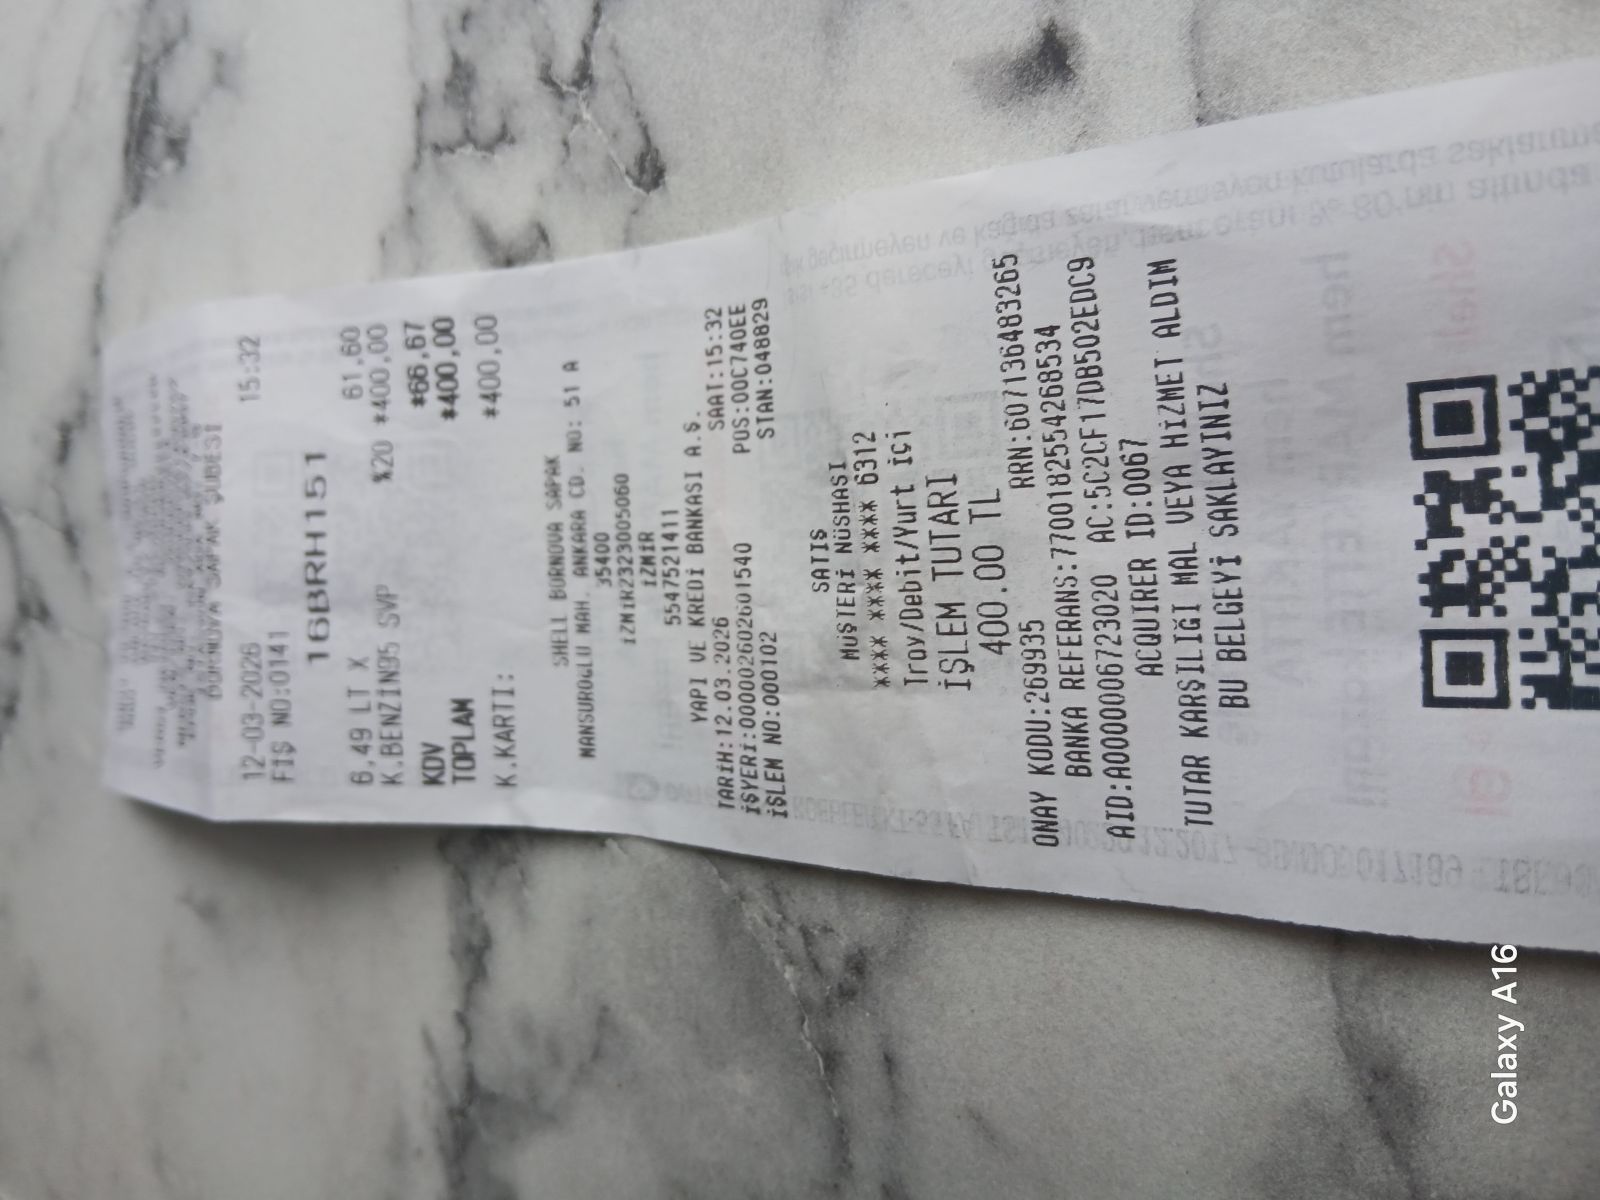 BORNOVA SAPAK ŞUBESİ
12-03-2026 15:32
FİŞ NO:0141
16BRH151
6,49 LT X 61,60
K.BENZİN95 SVP %20 *400,00
KDV *66,67
TOPLAM *400,00
K.KARTI: *400,00
SHELL BORNOVA SAPAK
MANSUROĞLU MAH. ANKARA CD. NO: 51 A
35400
İZMİR2323005060
İZMİR
5547521411
YAPI VE KREDİ BANKASI A.Ş.
TARİH:12.03.2026 SAAT:15:32
İŞYERİ:000002602601540 POS:00C740EE
İŞLEM NO:000102 STAN:048829
SATIŞ
MÜŞTERİ NÜSHASI
**** **** **** 6312
Troy/Debit/Yurt İçi
İŞLEM TUTARI
400.00 TL
ONAY KODU:269935 RRN:607136483265
BANKA REFERANS:7700182554268534
AID:A0000006723020 AC:5C2CF17DB502EDC9
ACQUIRER ID:0067
TUTAR KARŞILIĞI MAL VEYA HİZMET ALDIM
BU BELGEYİ SAKLAYINIZ
Galaxy A16